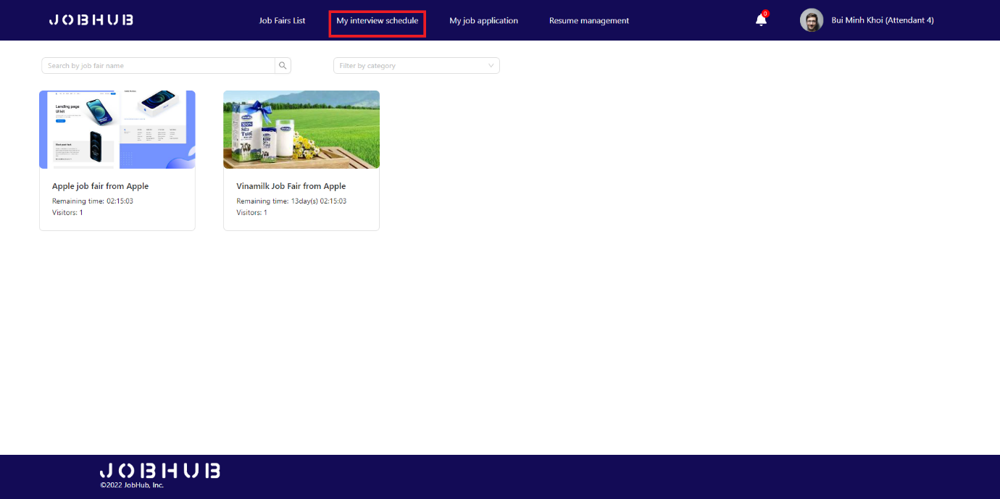 JOBHUB
Job Fairs List
My interview schedule
My job application
Resume management
0
Bui Minh Khoi (Attendant 4)
Search by job fair name
Filter by category
Landing page
UI kit
100%
Sữa
Tươi
Apple job fair from Apple
Remaining time: 02:15:03
Visitors: 1
Vinamilk Job Fair from Apple
Remaining time: 13day(s) 02:15:03
Visitors: 1
JOBHUB
©2022 JobHub, Inc.